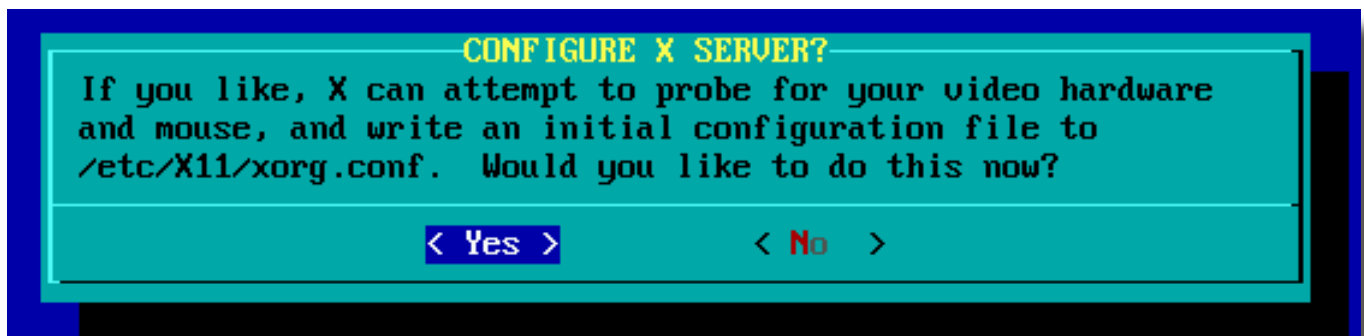 CONFIGURE X SERVER?
If you like, X can attempt to probe for your video hardware
and mouse, and write an initial configuration file to
/etc/X11/xorg.conf.  Would you like to do this now?
< Yes >          < No  >